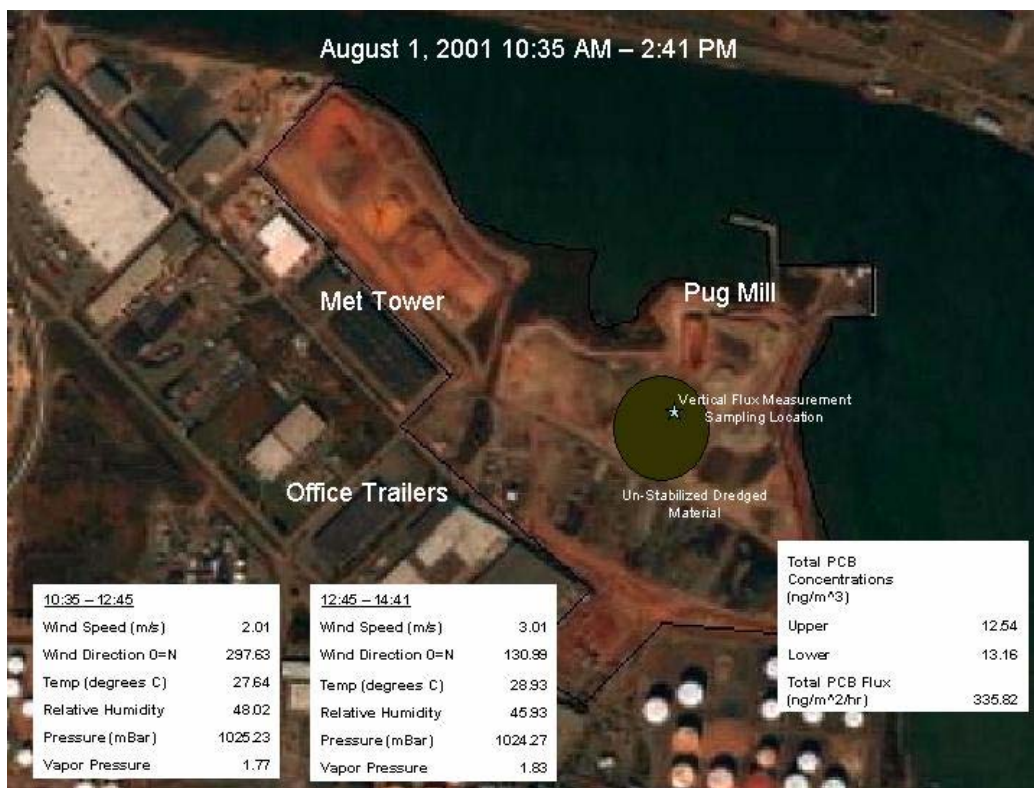 August 1, 2001 10:35 AM – 2:41 PM
Met Tower
Pug Mill
Vertical Flux Measurement
Sampling Location
Office Trailers
Un-Stabilized Dredged
Material
10:35 – 12:45
Wind Speed (m/s) 2.01
Wind Direction 0=N 297.63
Temp (degrees C) 27.64
Relative Humidity 48.02
Pressure (mBar) 1025.23
Vapor Pressure 1.77
12:45 – 14:41
Wind Speed (m/s) 3.01
Wind Direction 0=N 130.99
Temp (degrees C) 28.93
Relative Humidity 45.93
Pressure (mBar) 1024.27
Vapor Pressure 1.83
Total PCB
Concentrations
(ng/m^3)
Upper 12.54
Lower 13.16
Total PCB Flux
(ng/m^2/hr) 335.82